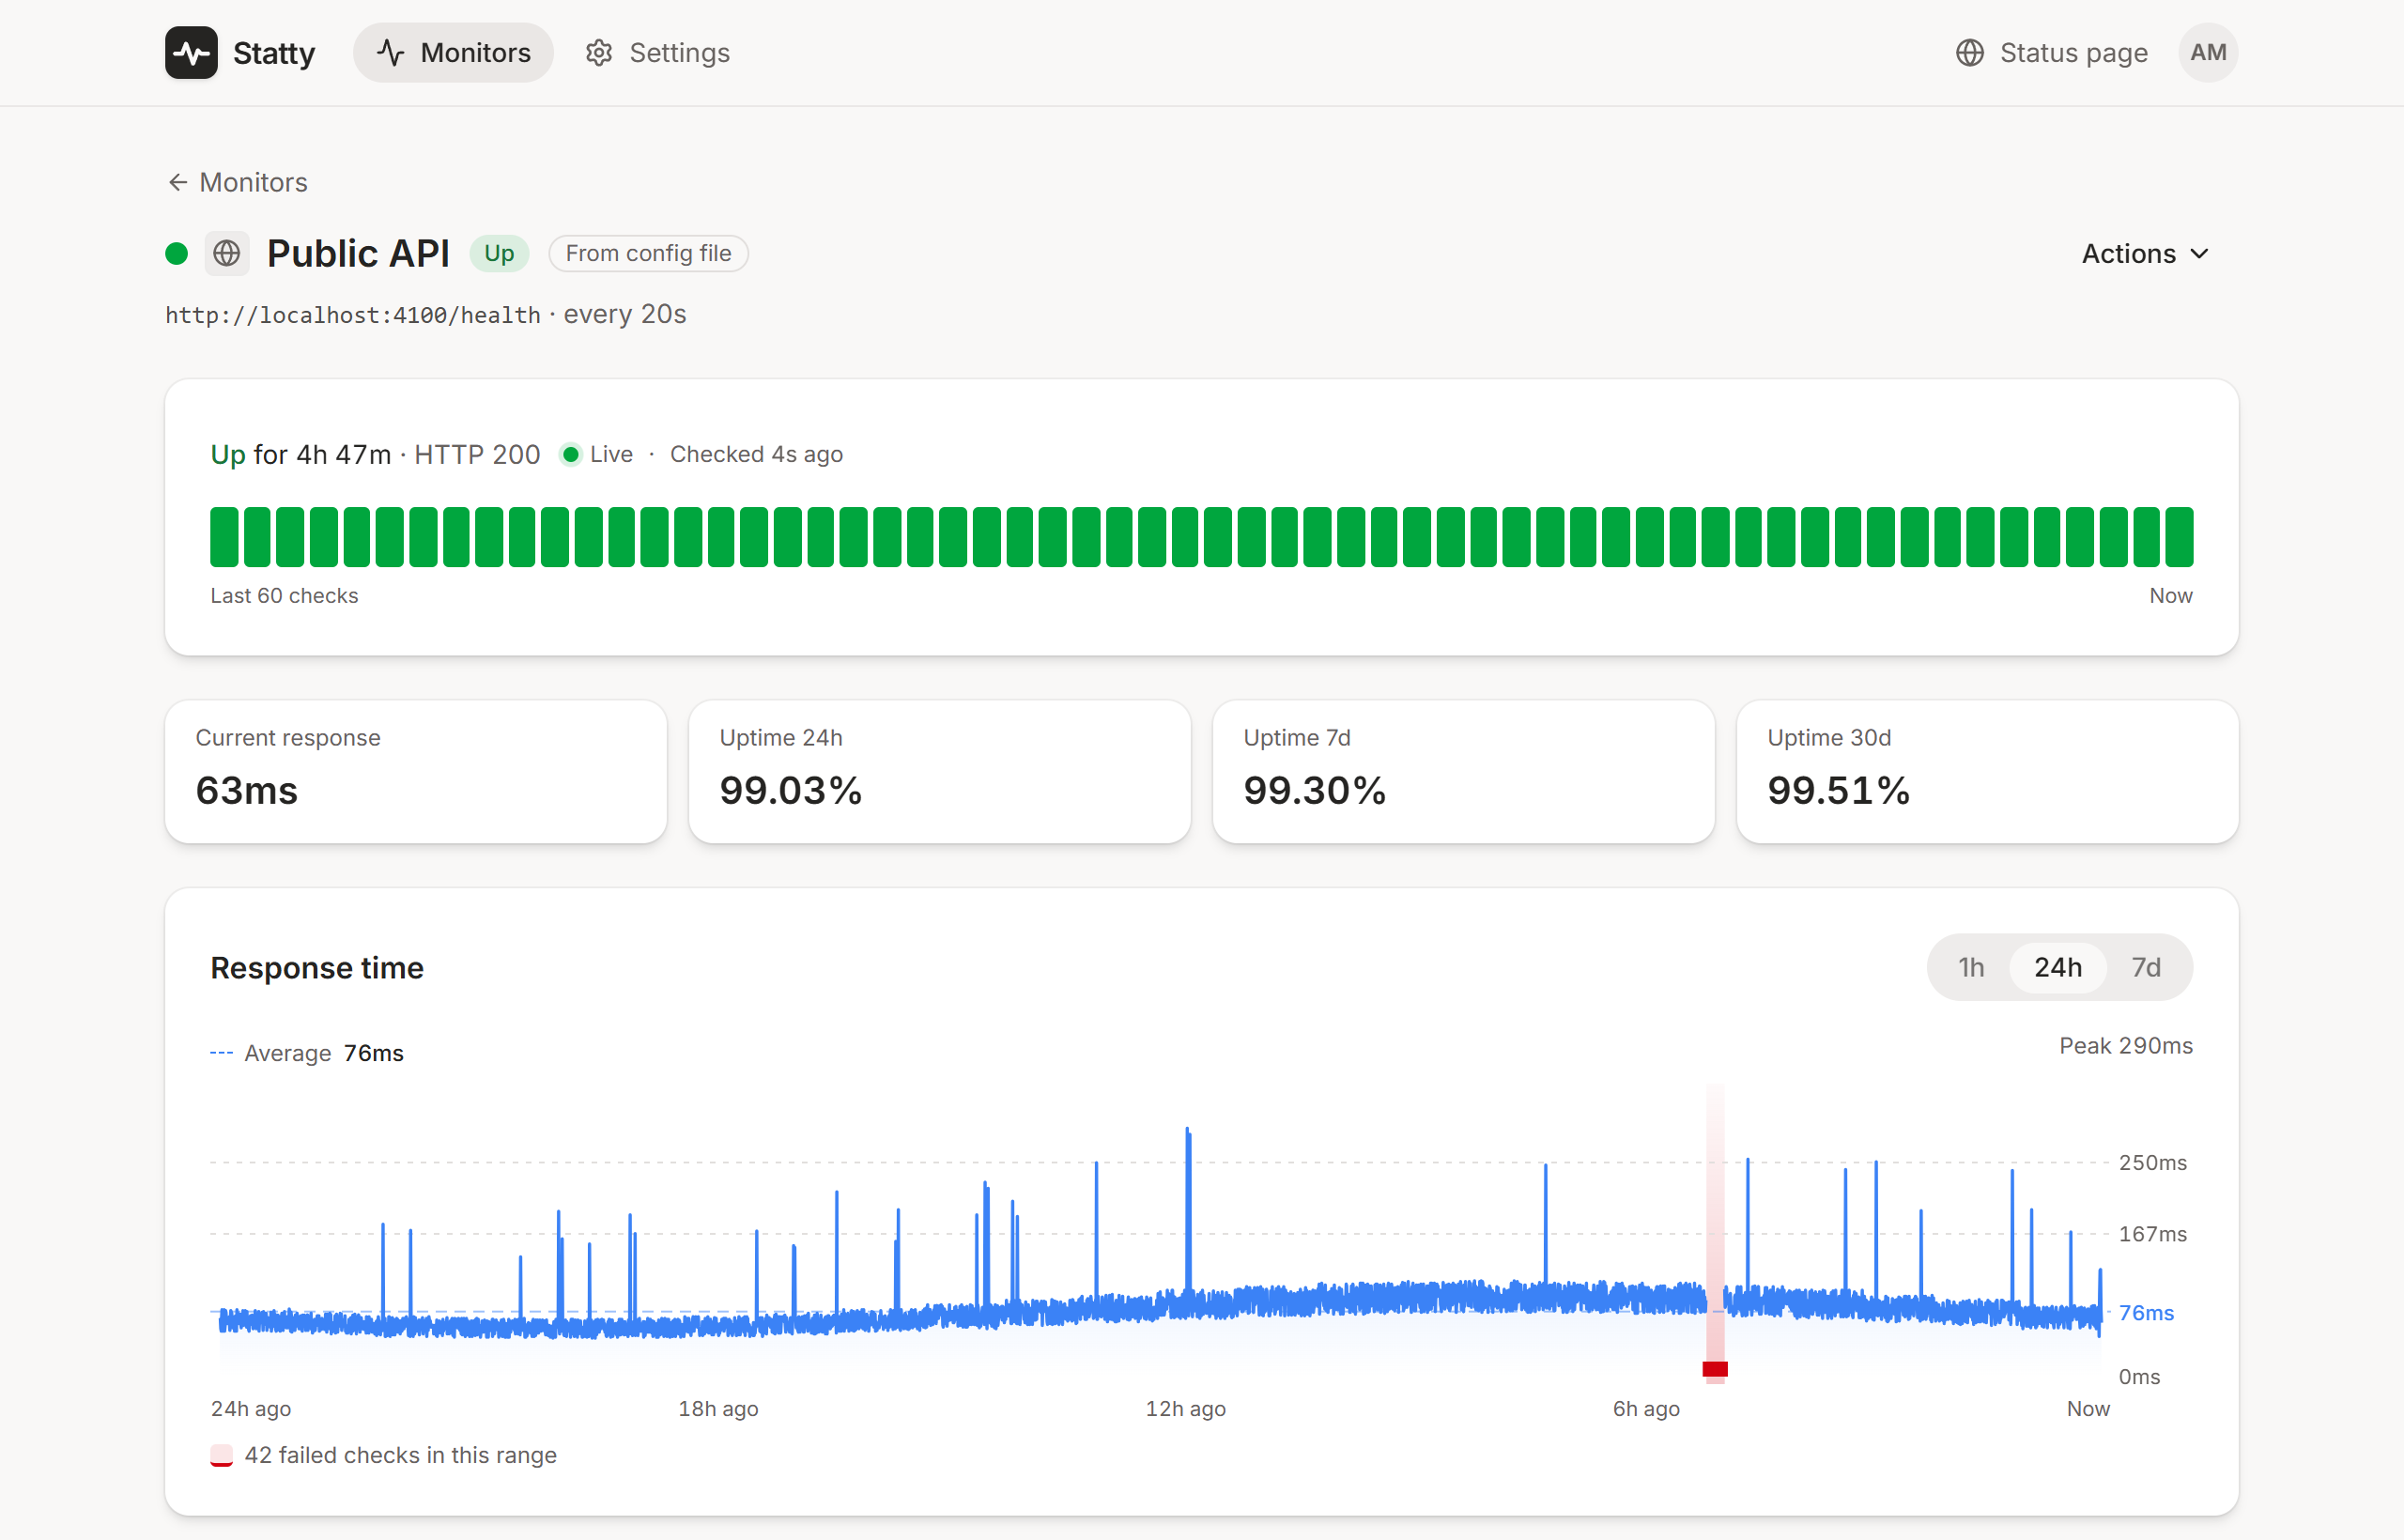 Statty
Monitors
Settings
Status page
AM
Monitors
Public API
Up
From config file
Actions
http://localhost:4100/health · every 20s
Up for 4h 47m · HTTP 200
Live · Checked 4s ago
Last 60 checks
Now
Current response
63ms
Uptime 24h
99.03%
Uptime 7d
99.30%
Uptime 30d
99.51%
Response time
1h
24h
7d
Average 76ms
Peak 290ms
250ms
167ms
76ms
0ms
24h ago
18h ago
12h ago
6h ago
Now
42 failed checks in this range